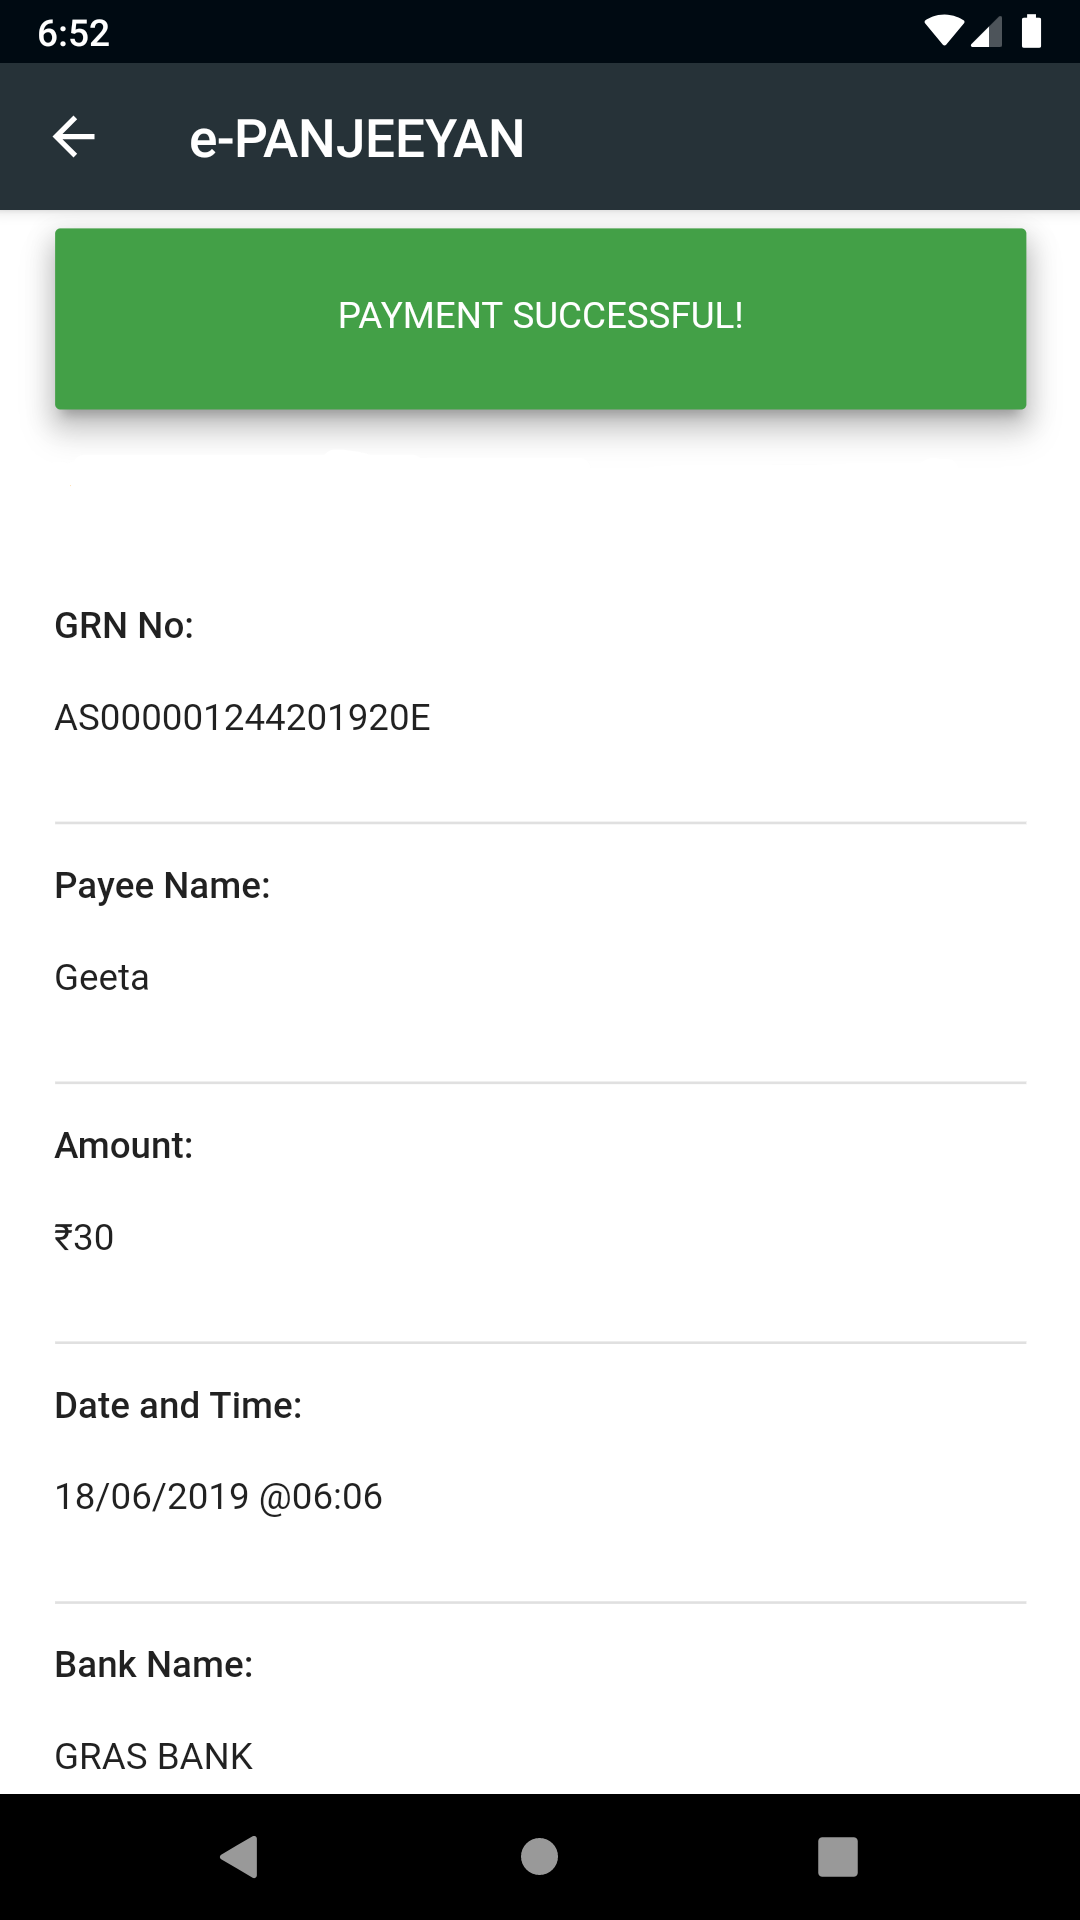 6:52
e-PANJEEYAN
PAYMENT SUCCESSFUL!
GRN No:
AS000001244201920E
Payee Name:
Geeta
Amount:
₹30
Date and Time:
18/06/2019 @06:06
Bank Name:
GRAS BANK